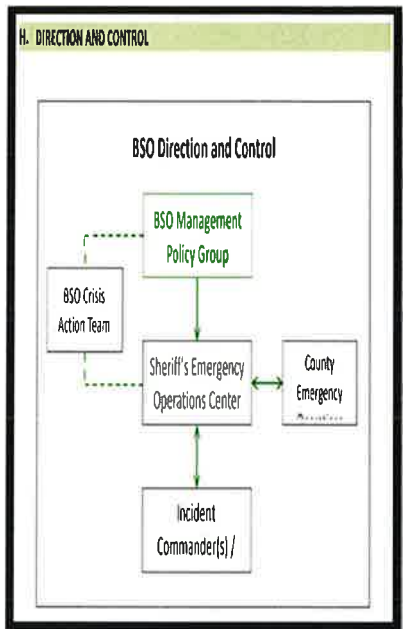 H. DIRECTION AND CONTROL
BSO Direction and Control
BSO Management
Policy Group
BSO Crisis
Action Team
Sheriff's Emergency
Operations Center
County
Emergency
Incident
Commander(s) /